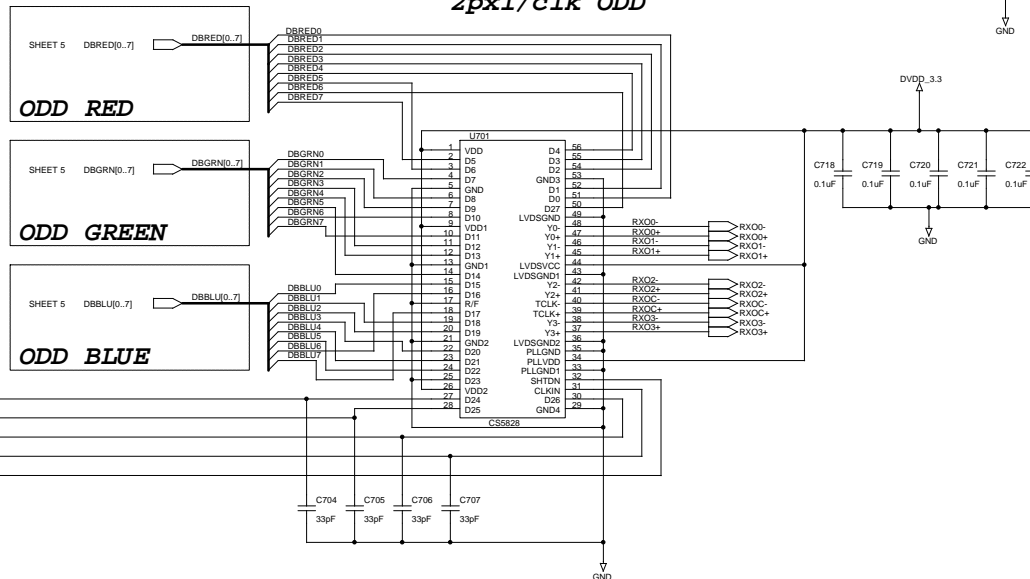 2pxl/clk ODD
GND
SHEET 5 DBRED[0..7] DBRED[0..7]
ODD RED
DBRED0
DBRED1
DBRED2
DBRED3
DBRED4
DBRED5
DBRED6
DBRED7
SHEET 5 DBGRN[0..7] DBGRN[0..7]
ODD GREEN
DBGRN0
DBGRN1
DBGRN2
DBGRN3
DBGRN4
DBGRN5
DBGRN6
DBGRN7
SHEET 5 DBBLU[0..7] DBBLU[0..7]
ODD BLUE
DBBLU0
DBBLU1
DBBLU2
DBBLU3
DBBLU4
DBBLU5
DBBLU6
DBBLU7
U701
1 VDD D4 56
2 D5 D3 55
3 D6 D2 54
4 D7 GND3 53
5 GND D1 52
6 D8 D0 51
7 D9 D27 50
8 D10 LVDSGND 49
9 VDD1 Y0- 48
10 D11 Y0+ 47
11 D12 Y1- 46
12 D13 Y1+ 45
13 GND1 LVDSVCC 44
14 D14 LVDSGND1 43
15 D15 Y2- 42
16 D16 Y2+ 41
17 R/F TCLK- 40
18 D17 TCLK+ 39
19 D18 Y3- 38
20 D19 Y3+ 37
21 GND2 LVDSGND2 36
22 D20 PLLGND 35
23 D21 PLLVDD 34
24 D22 PLLGND1 33
25 D23 SHTDN 32
26 VDD2 CLKIN 31
27 D24 D26 30
28 D25 GND4 29
CS5828
RXO0- RXO0-
RXO0+ RXO0+
RXO1- RXO1-
RXO1+ RXO1+
RXO2- RXO2-
RXO2+ RXO2+
RXOC- RXOC-
RXOC+ RXOC+
RXO3- RXO3-
RXO3+ RXO3+
DVDD_3.3
C718 C719 C720 C721 C722
0.1uF 0.1uF 0.1uF 0.1uF 0.1uF
GND
C704 C705 C706 C707
33pF 33pF 33pF 33pF
GND